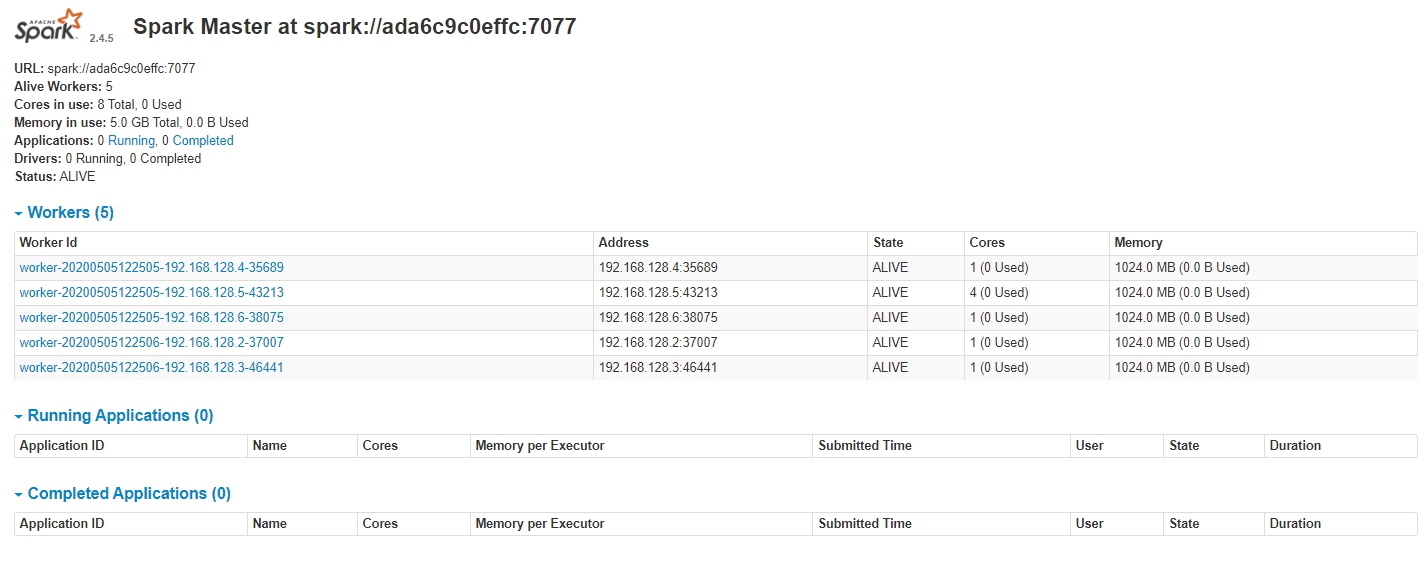 APACHE
Spark 2.4.5 Spark Master at spark://ada6c9c0effc:7077
URL: spark://ada6c9c0effc:7077
Alive Workers: 5
Cores in use: 8 Total, 0 Used
Memory in use: 5.0 GB Total, 0.0 B Used
Applications: 0 Running, 0 Completed
Drivers: 0 Running, 0 Completed
Status: ALIVE
Workers (5)
Worker Id Address State Cores Memory
worker-20200505122505-192.168.128.4-35689 192.168.128.4:35689 ALIVE 1 (0 Used) 1024.0 MB (0.0 B Used)
worker-20200505122505-192.168.128.5-43213 192.168.128.5:43213 ALIVE 4 (0 Used) 1024.0 MB (0.0 B Used)
worker-20200505122505-192.168.128.6-38075 192.168.128.6:38075 ALIVE 1 (0 Used) 1024.0 MB (0.0 B Used)
worker-20200505122506-192.168.128.2-37007 192.168.128.2:37007 ALIVE 1 (0 Used) 1024.0 MB (0.0 B Used)
worker-20200505122506-192.168.128.3-46441 192.168.128.3:46441 ALIVE 1 (0 Used) 1024.0 MB (0.0 B Used)
Running Applications (0)
Application ID Name Cores Memory per Executor Submitted Time User State Duration
Completed Applications (0)
Application ID Name Cores Memory per Executor Submitted Time User State Duration